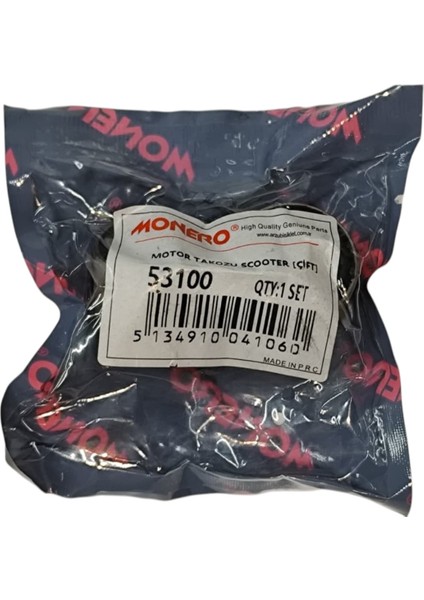 MONERO
MONERO ® High Quality Genuine Parts
MOTOR TAKOZU SCOOTER (ÇİFT)
53100 QTY:1 SET
5 134910 041060
MADE IN P.R.C